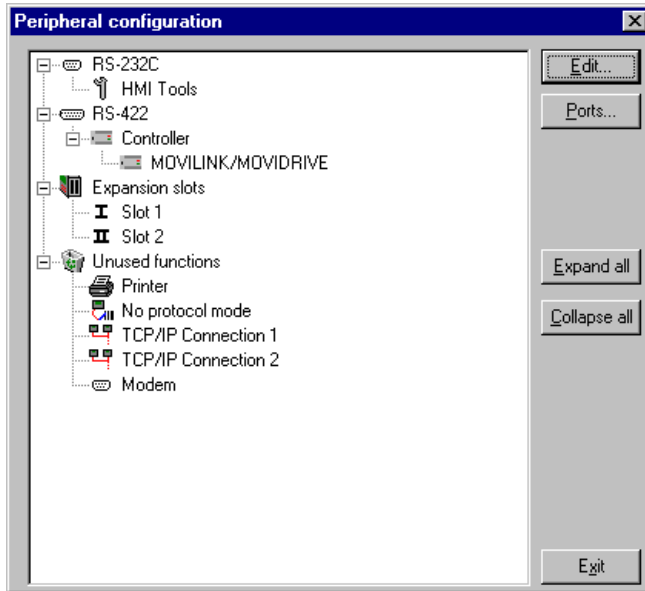 Peripheral configuration
RS-232C
HMI Tools
RS-422
Controller
MOVILINK/MOVIDRIVE
Expansion slots
Slot 1
Slot 2
Unused functions
Printer
No protocol mode
TCP/IP Connection 1
TCP/IP Connection 2
Modem
Edit...
Ports...
Expand all
Collapse all
Exit